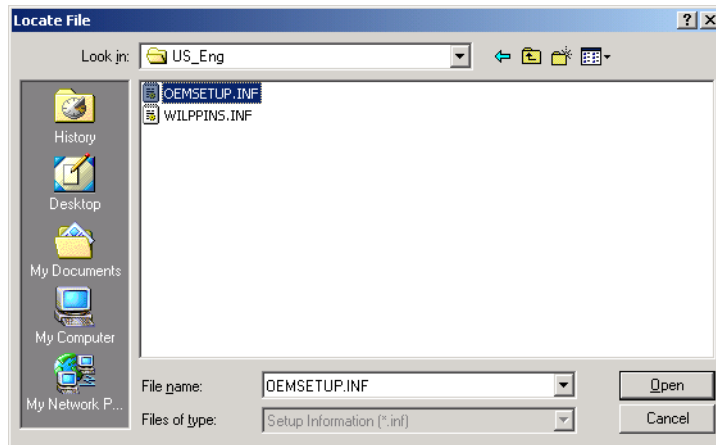 Locate File
Look in: US_Eng
OEMSETUP.INF
WILPPINS.INF
History
Desktop
My Documents
My Computer
My Network P...
File name: OEMSETUP.INF Open
Files of type: Setup Information (*.inf) Cancel